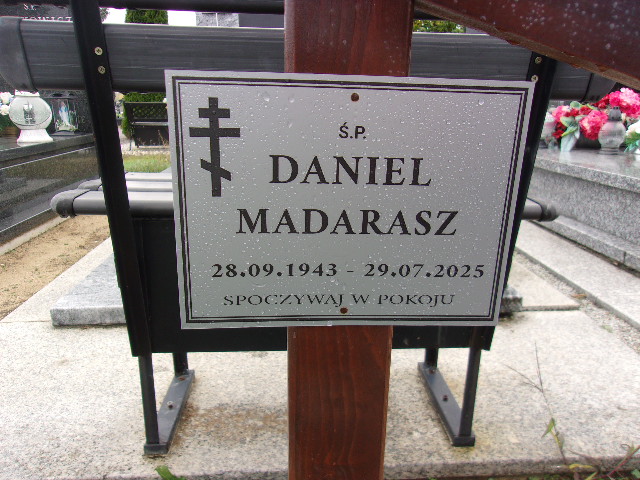 Ś.P.
DANIEL
MADARASZ
28.09.1943 - 29.07.2025
SPOCZYWAJ W POKOJU